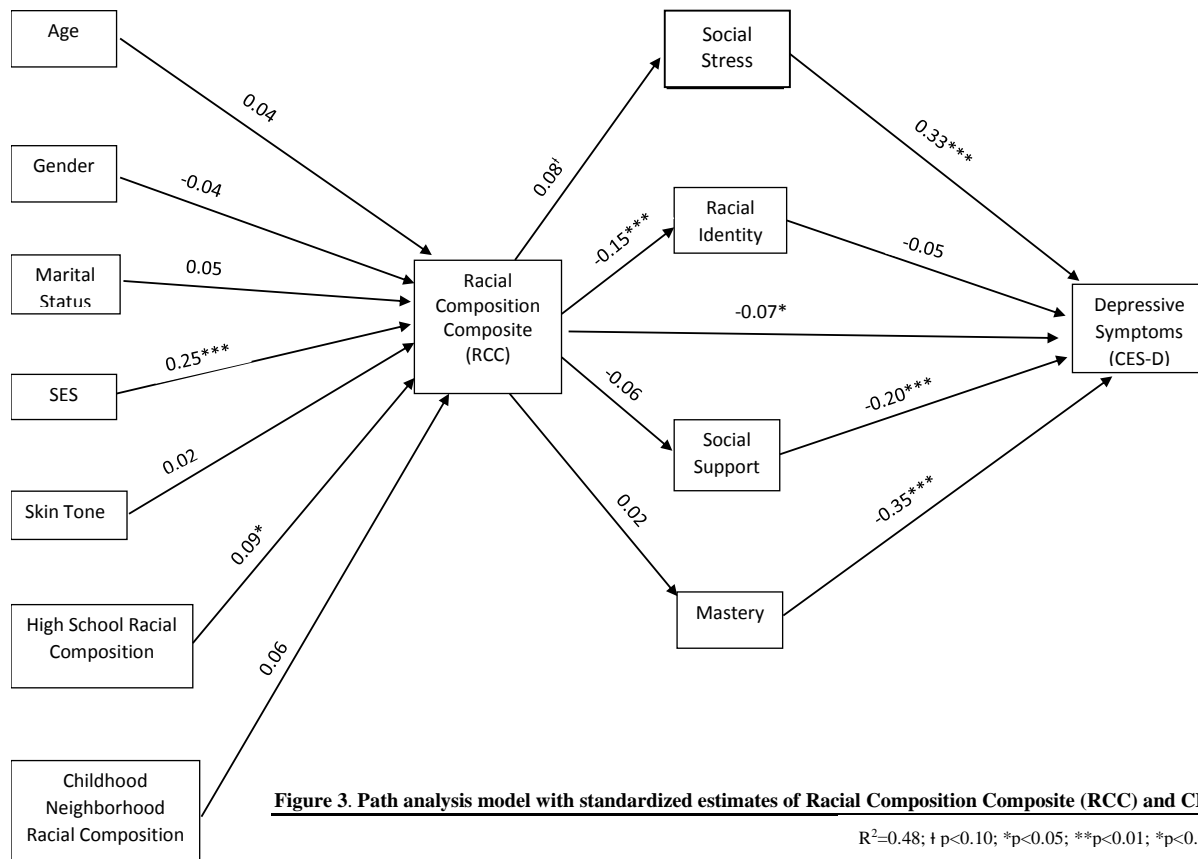 Age
Gender
Marital
Status
SES
Skin Tone
High School Racial
Composition
Childhood
Neighborhood
Racial Composition
0.04
-0.04
0.05
0.25***
0.02
0.09*
0.06
Racial
Composition
Composite
(RCC)
0.08ƚ
-0.15***
-0.07*
-0.06
0.02
Social
Stress
Racial
Identity
Social
Support
Mastery
0.33***
-0.05
-0.20***
-0.35***
Depressive
Symptoms
(CES-D)
Figure 3. Path analysis model with standardized estimates of Racial Composition Composite (RCC) and
R²=0.48; ƚ p<0.10; *p<0.05; **p<0.01; *p<0.